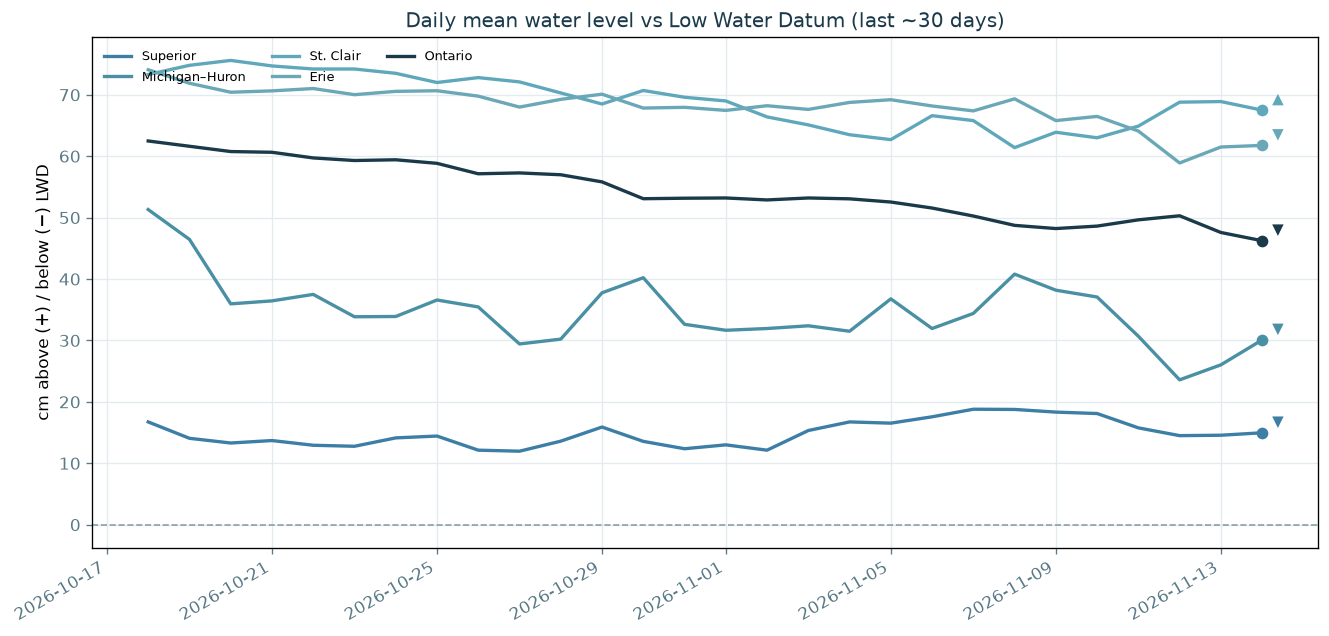 Daily mean water level vs Low Water Datum (last ~30 days)
Superior
Michigan–Huron
St. Clair
Erie
Ontario
cm above (+) / below (−) LWD
70
60
50
40
30
20
10
0
2026-10-17
2026-10-21
2026-10-25
2026-10-29
2026-11-01
2026-11-05
2026-11-09
2026-11-13